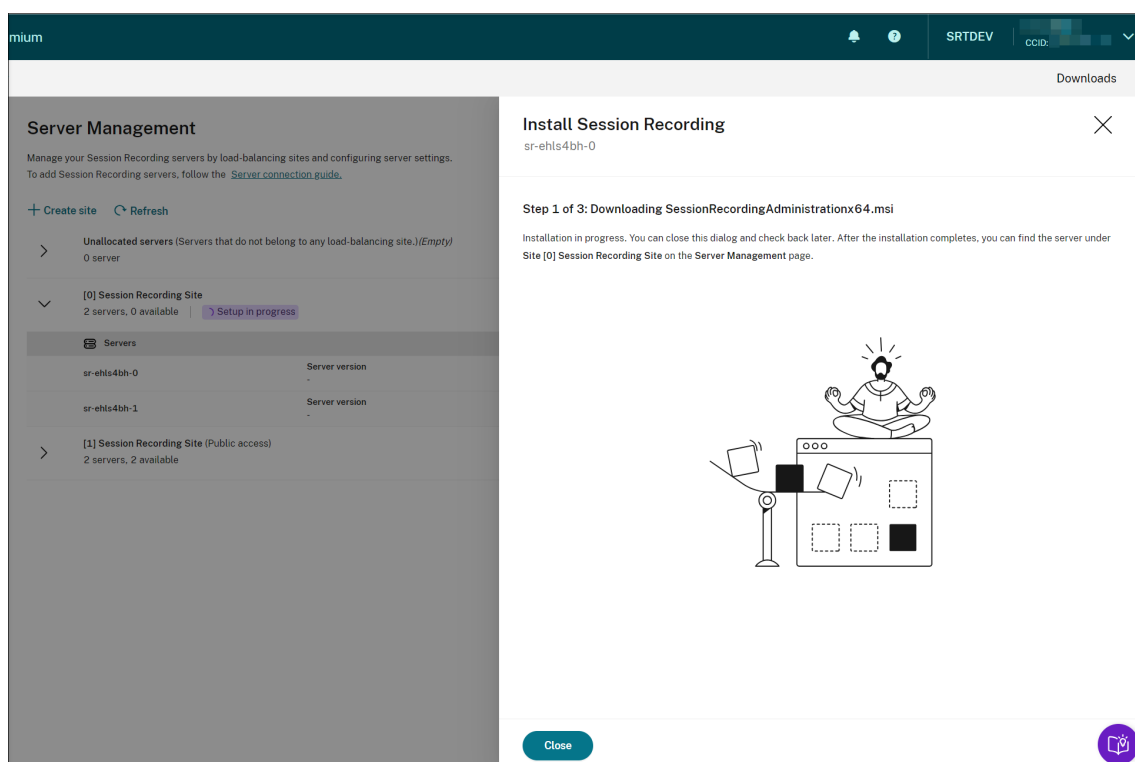 mium
SRTDEV
CCID:
Downloads
Server Management
Manage your Session Recording servers by load-balancing sites and configuring server settings.
To add Session Recording servers, follow the Server connection guide.
Create site Refresh
Unallocated servers (Servers that do not belong to any load-balancing site.)(Empty)
0 server
[0] Session Recording Site
2 servers, 0 available Setup in progress
Servers
sr-ehls4bh-0 Server version
-
sr-ehls4bh-1 Server version
-
[1] Session Recording Site (Public access)
2 servers, 2 available
Install Session Recording
sr-ehls4bh-0
Step 1 of 3: Downloading SessionRecordingAdministrationx64.msi
Installation in progress. You can close this dialog and check back later. After the installation completes, you can find the server under
Site [0] Session Recording Site on the Server Management page.
Close